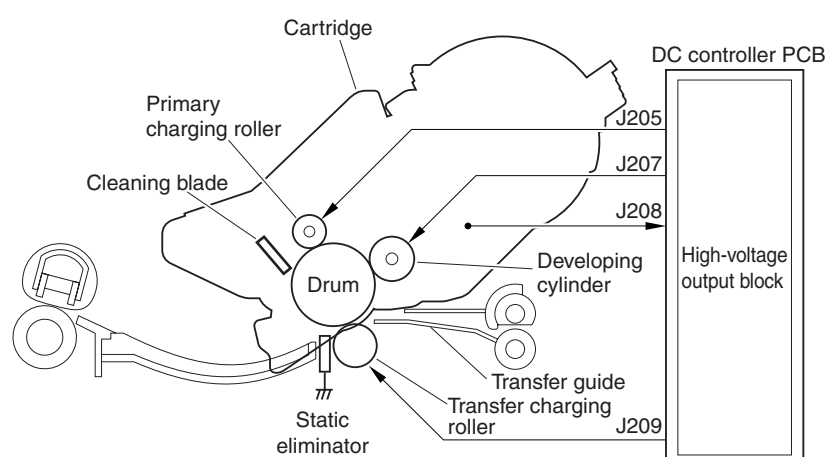 Cartridge
DC controller PCB
Primary
charging roller
J205
J207
Cleaning blade
J208
High-voltage
output block
Developing
cylinder
Drum
Transfer guide
Transfer charging
roller
J209
Static
eliminator